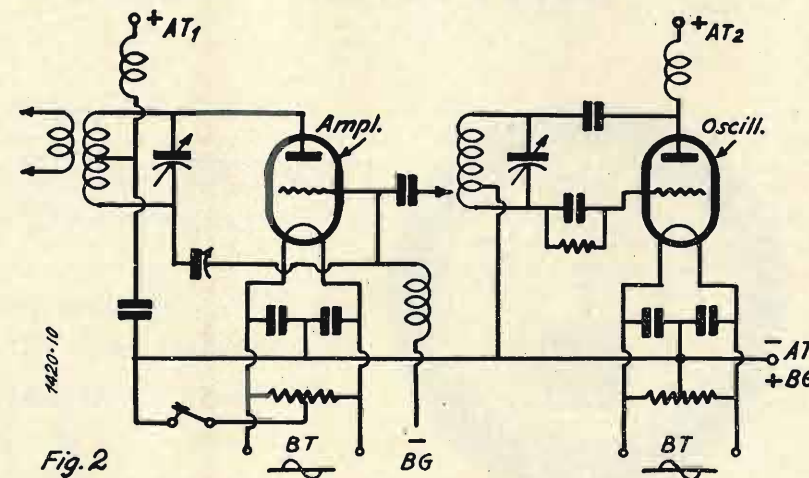 + AT1
+ AT2
Ampl.
Oscill.
− AT
+ BG
1420-10
BT
− BG
BT
Fig. 2